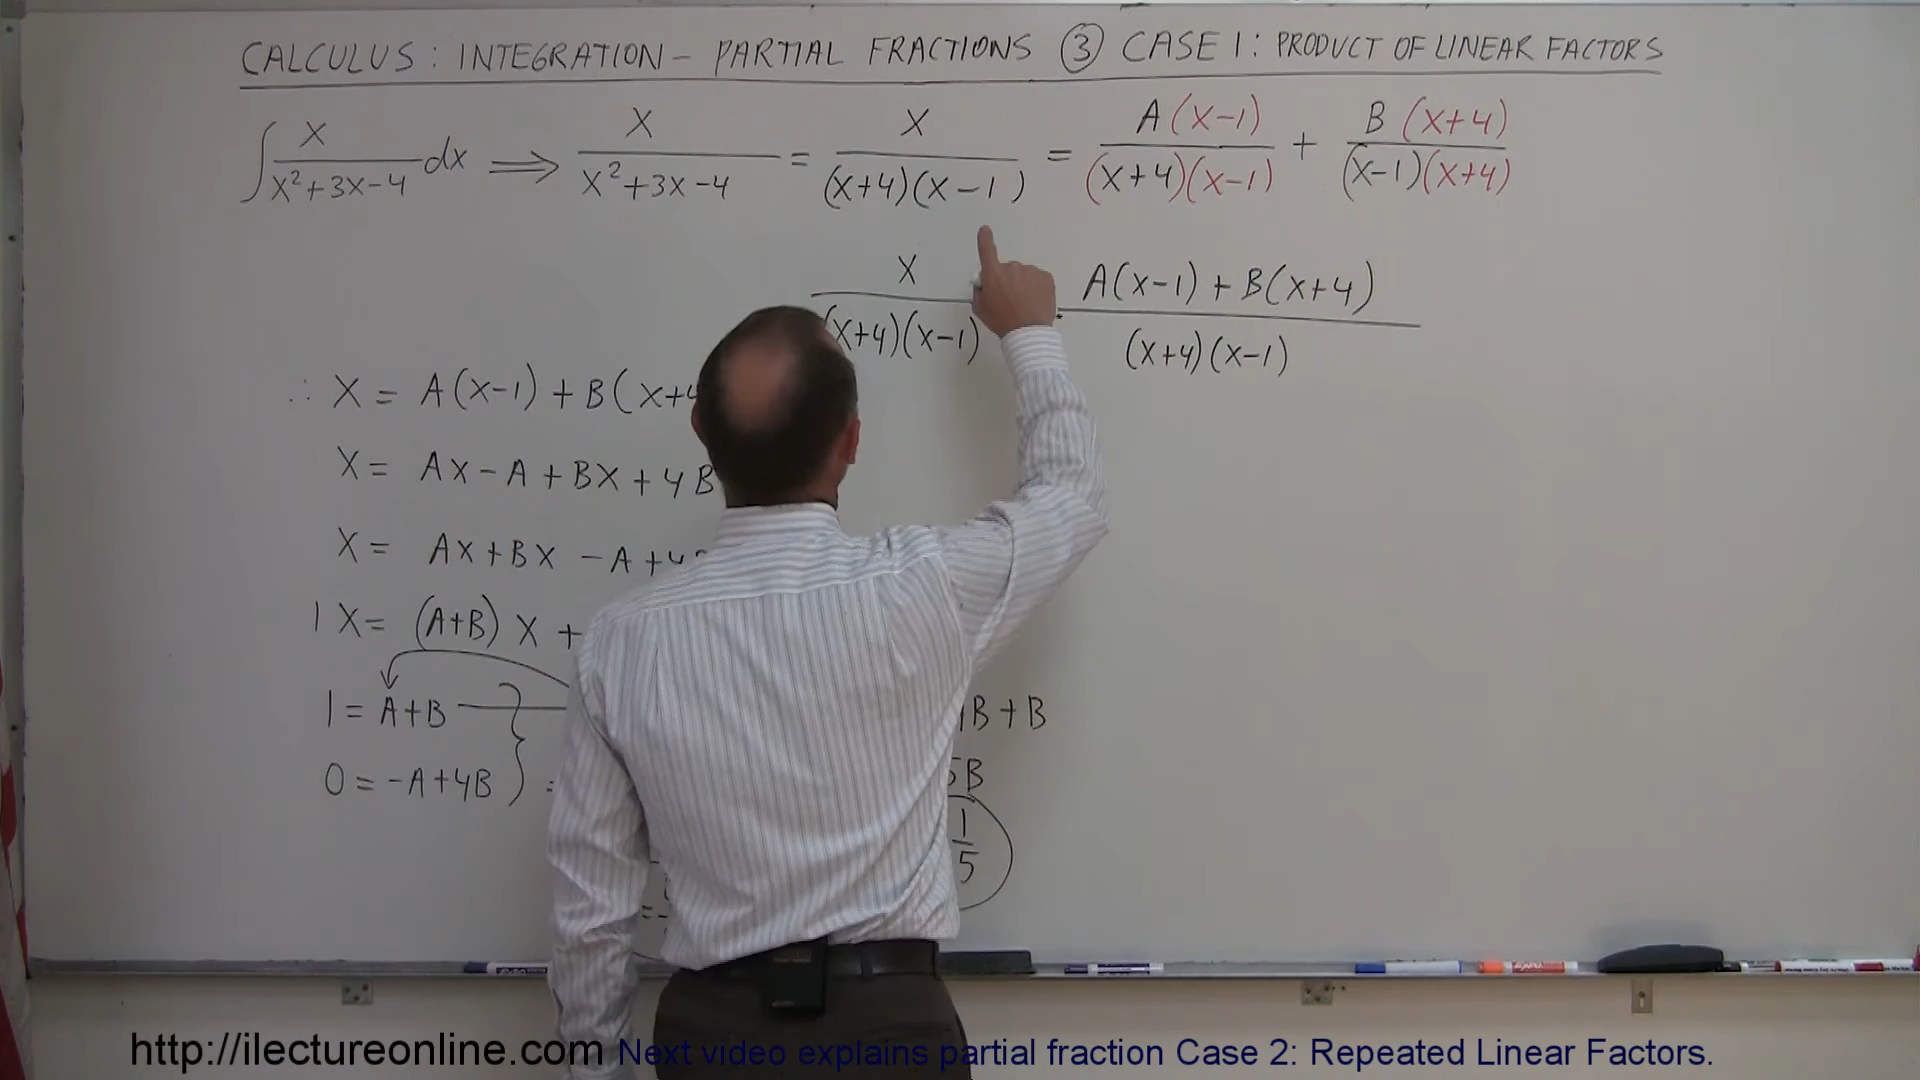 CALCULUS: INTEGRATION – PARTIAL FRACTIONS ③ CASE 1: PRODUCT OF LINEAR FACTORS
∫ x/(x²+3x-4) dx ⟹ x/(x²+3x-4) = x/((x+4)(x-1)) = A(x-1)/((x+4)(x-1)) + B(x+4)/((x-1)(x+4))
x/((x+4)(x-1)) = (A(x-1) + B(x+4))/((x+4)(x-1))
∴ X = A(x-1) + B(x+4
X = AX - A + BX + 4B
X = AX + BX - A + 4
1X = (A+B)X +
1 = A+B
B + B
0 = -A+4B } =
5B
1/5
=
http://ilectureonline.com Next video explains partial fraction Case 2: Repeated Linear Factors.
EXPO